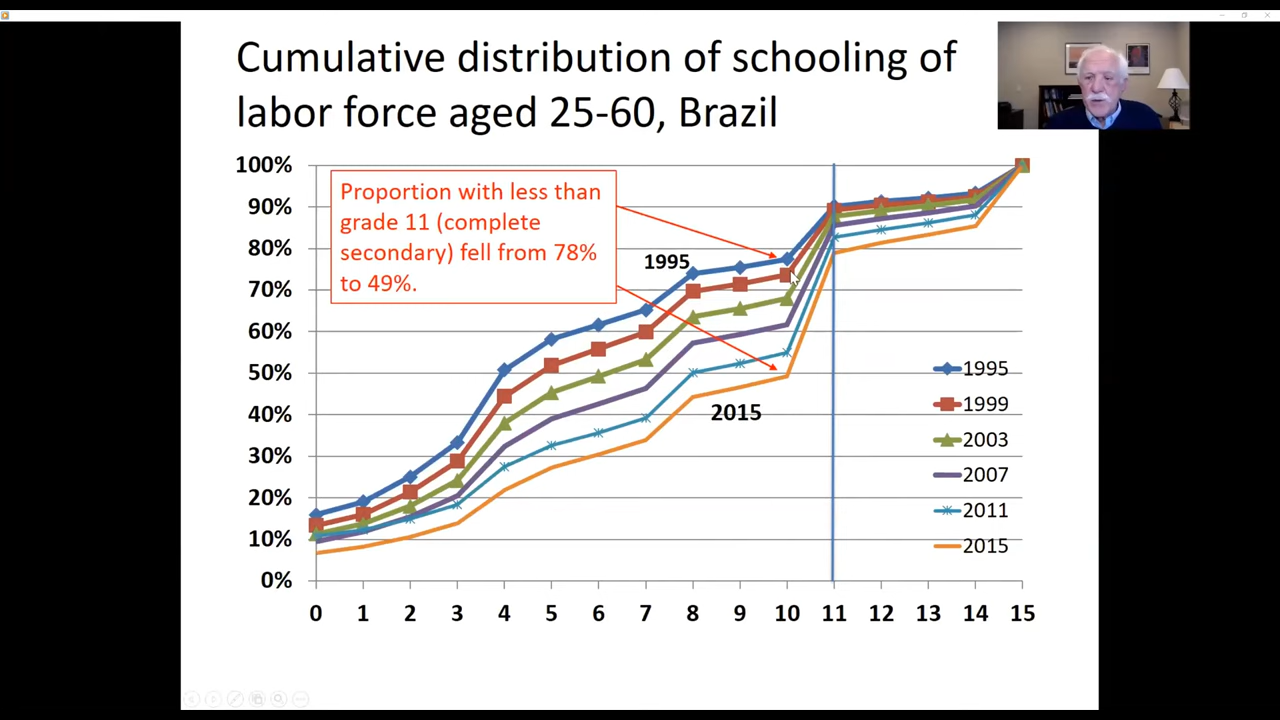 Cumulative distribution of schooling of
labor force aged 25-60, Brazil
100%
90%
80%
70%
60%
50%
40%
30%
20%
10%
0%
Proportion with less than
grade 11 (complete
secondary) fell from 78%
to 49%.
1995
2015
1995
1999
2003
2007
2011
2015
0 1 2 3 4 5 6 7 8 9 10 11 12 13 14 15